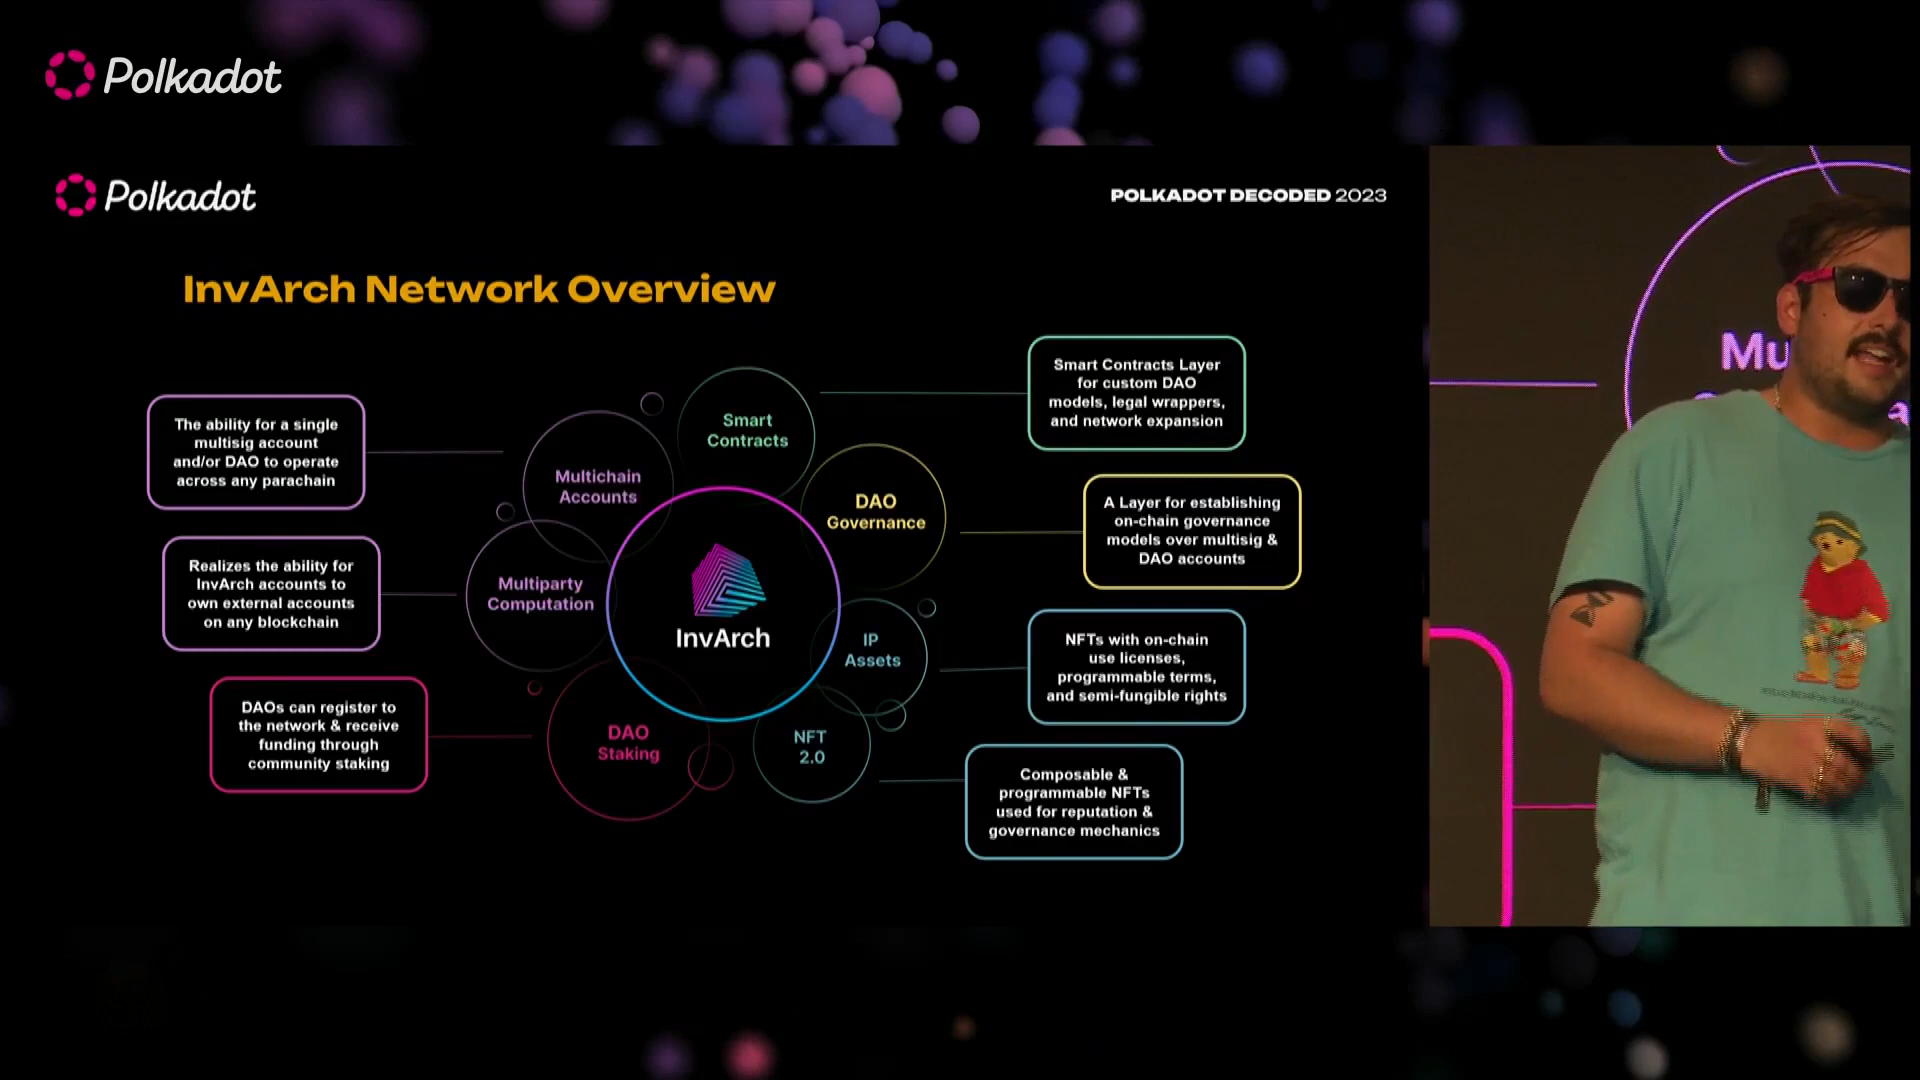 Polkadot
Polkadot
POLKADOT DECODED 2023
InvArch Network Overview
The ability for a single
multisig account
and/or DAO to operate
across any parachain
Realizes the ability for
InvArch accounts to
own external accounts
on any blockchain
DAOs can register to
the network & receive
funding through
community staking
Multichain
Accounts
Smart
Contracts
DAO
Governance
Multiparty
Computation
InvArch
IP
Assets
DAO
Staking
NFT
2.0
Smart Contracts Layer
for custom DAO
models, legal wrappers,
and network expansion
A Layer for establishing
on-chain governance
models over multisig &
DAO accounts
NFTs with on-chain
use licenses,
programmable terms,
and semi-fungible rights
Composable &
programmable NFTs
used for reputation &
governance mechanics
Mu